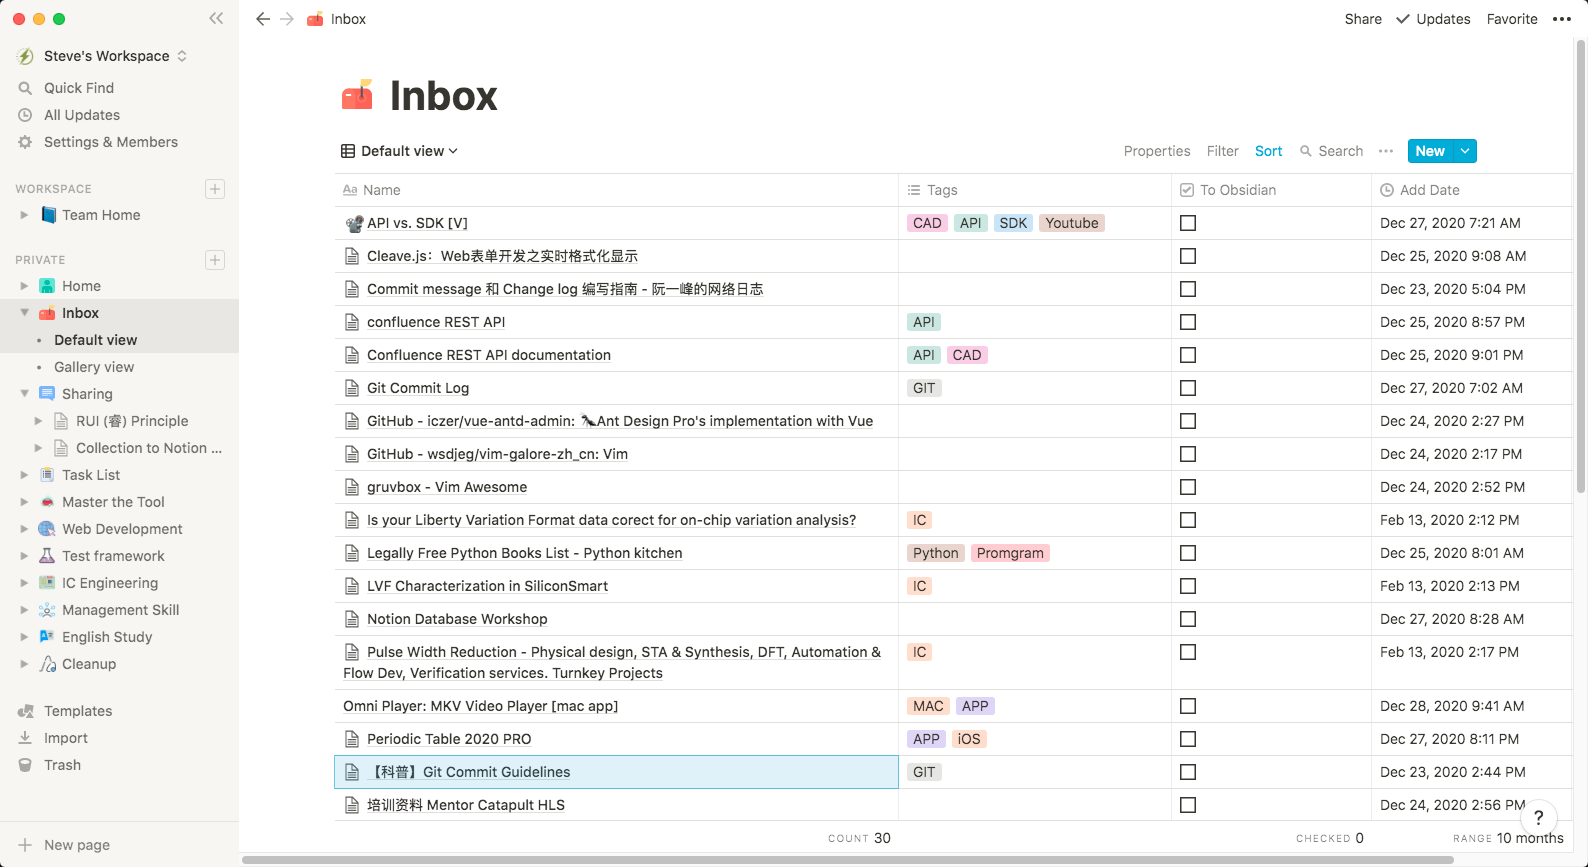 Inbox
Share
Updates
Favorite
Steve's Workspace
Quick Find
All Updates
Settings & Members
WORKSPACE
Team Home
PRIVATE
Home
Inbox
Default view
Gallery view
Sharing
RUI (睿) Principle
Collection to Notion ...
Task List
Master the Tool
Web Development
Test framework
IC Engineering
Management Skill
English Study
Cleanup
Templates
Import
Trash
New page
Inbox
Default view
Properties Filter Sort Search New
Aa Name Tags To Obsidian Add Date
API vs. SDK [V] CAD API SDK Youtube Dec 27, 2020 7:21 AM
Cleave.js：Web表单开发之实时格式化显示 Dec 25, 2020 9:08 AM
Commit message 和 Change log 编写指南 - 阮一峰的网络日志 Dec 23, 2020 5:04 PM
confluence REST API API Dec 25, 2020 8:57 PM
Confluence REST API documentation API CAD Dec 25, 2020 9:01 PM
Git Commit Log GIT Dec 27, 2020 7:02 AM
GitHub - iczer/vue-antd-admin: 🐜Ant Design Pro's implementation with Vue Dec 24, 2020 2:27 PM
GitHub - wsdjeg/vim-galore-zh_cn: Vim Dec 24, 2020 2:17 PM
gruvbox - Vim Awesome Dec 24, 2020 2:52 PM
Is your Liberty Variation Format data corect for on-chip variation analysis? IC Feb 13, 2020 2:12 PM
Legally Free Python Books List - Python kitchen Python Promgram Dec 25, 2020 8:01 AM
LVF Characterization in SiliconSmart IC Feb 13, 2020 2:13 PM
Notion Database Workshop Dec 27, 2020 8:28 AM
Pulse Width Reduction - Physical design, STA & Synthesis, DFT, Automation & IC Feb 13, 2020 2:17 PM
Flow Dev, Verification services. Turnkey Projects
Omni Player: MKV Video Player [mac app] MAC APP Dec 28, 2020 9:41 AM
Periodic Table 2020 PRO APP iOS Dec 27, 2020 8:11 PM
【科普】Git Commit Guidelines GIT Dec 23, 2020 2:44 PM
培训资料 Mentor Catapult HLS Dec 24, 2020 2:56 PM
?
COUNT 30 CHECKED 0 RANGE 10 months